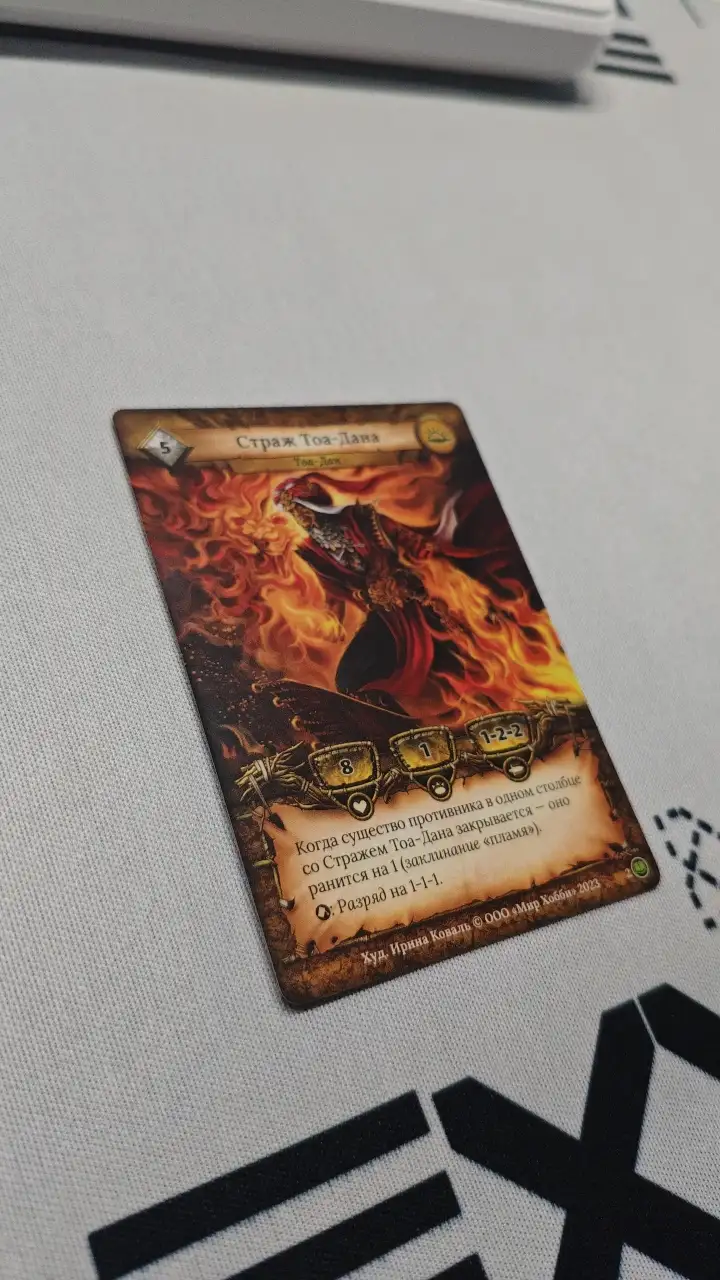 5
Страж Тоа-Дана
Тоа-Дан
8
1
1-2-2
Когда существо противника в одном столбце
со Стражем Тоа-Дана закрывается — оно
ранится на 1 (заклинание «пламя»).
: Разряд на 1-1-1.
Худ. Ирина Коваль © ООО «Мир Хобби» 2023